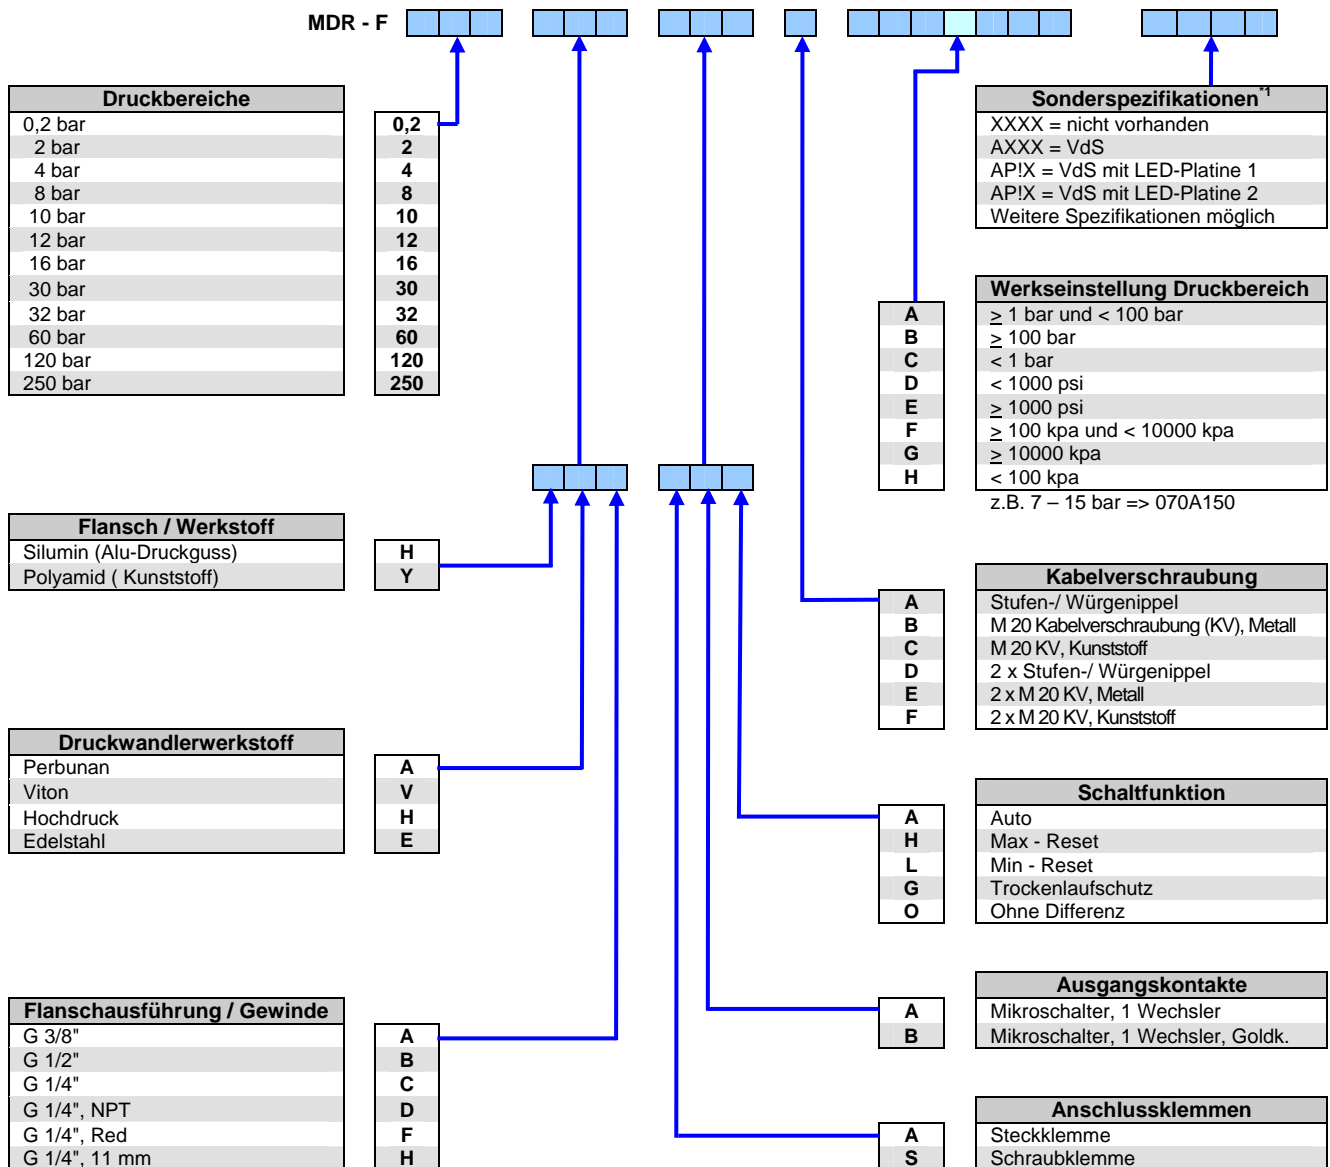 MDR - F
Druckbereiche
0,2 bar 0,2
2 bar 2
4 bar 4
8 bar 8
10 bar 10
12 bar 12
16 bar 16
30 bar 30
32 bar 32
60 bar 60
120 bar 120
250 bar 250
Sonderspezifikationen*1
XXXX = nicht vorhanden
AXXX = VdS
AP!X = VdS mit LED-Platine 1
AP!X = VdS mit LED-Platine 2
Weitere Spezifikationen möglich
Werkseinstellung Druckbereich
A ≥ 1 bar und < 100 bar
B ≥ 100 bar
C < 1 bar
D < 1000 psi
E ≥ 1000 psi
F ≥ 100 kpa und < 10000 kpa
G ≥ 10000 kpa
H < 100 kpa
z.B. 7 – 15 bar => 070A150
Flansch / Werkstoff
Silumin (Alu-Druckguss) H
Polyamid ( Kunststoff) Y
Kabelverschraubung
A Stufen-/ Würgenippel
B M 20 Kabelverschraubung (KV), Metall
C M 20 KV, Kunststoff
D 2 x Stufen-/ Würgenippel
E 2 x M 20 KV, Metall
F 2 x M 20 KV, Kunststoff
Druckwandlerwerkstoff
Perbunan A
Viton V
Hochdruck H
Edelstahl E
Schaltfunktion
A Auto
H Max - Reset
L Min - Reset
G Trockenlaufschutz
O Ohne Differenz
Ausgangskontakte
A Mikroschalter, 1 Wechsler
B Mikroschalter, 1 Wechsler, Goldk.
Flanschausführung / Gewinde
G 3/8" A
G 1/2" B
G 1/4" C
G 1/4", NPT D
G 1/4", Red F
G 1/4", 11 mm H
Anschlussklemmen
A Steckklemme
S Schraubklemme